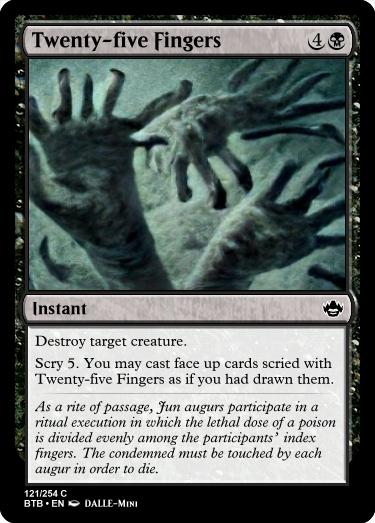 Twenty-five Fingers 4
Instant
Destroy target creature.
Scry 5. You may cast face up cards scried with
Twenty-five Fingers as if you had drawn them.
As a rite of passage, Jun augurs participate in a
ritual execution in which the lethal dose of a poison
is divided evenly among the participants' index
fingers. The condemned must be touched by each
augur in order to die.
121/254 C
BTB • EN DALLE-Mini